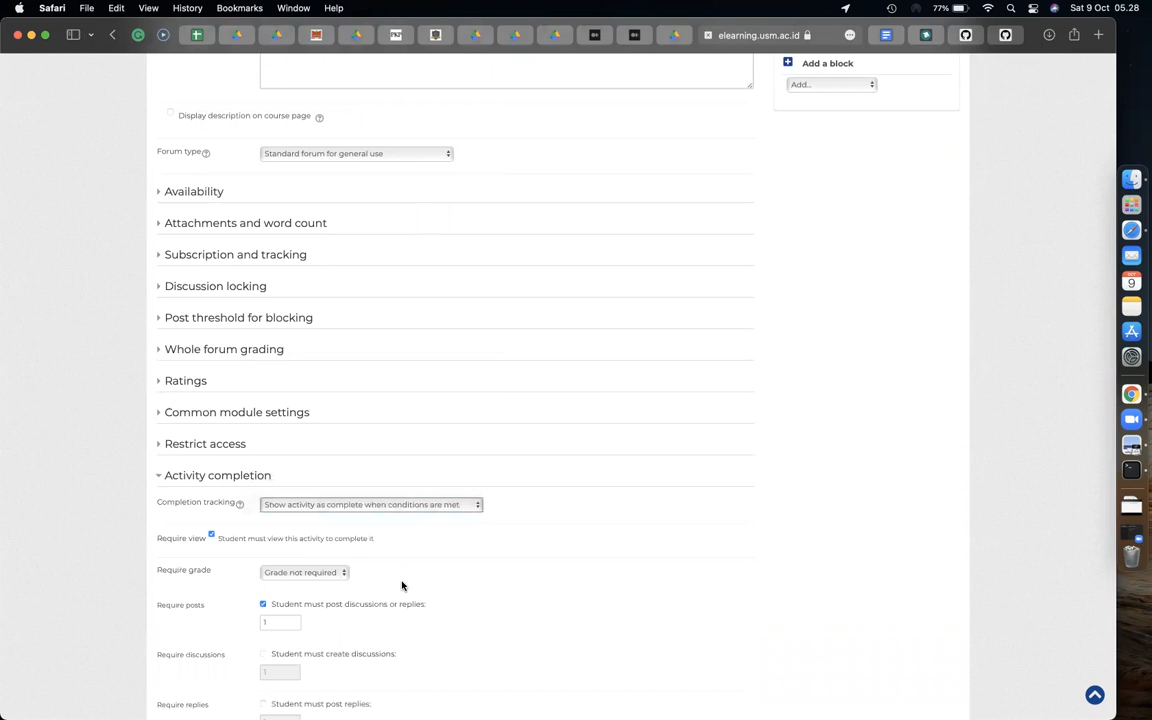 Safari File Edit View History Bookmarks Window Help 77% Sat 9 Oct 05.28
elearning.usm.ac.id
Add a block
Add...
Display description on course page
Forum type
Standard forum for general use
Availability
Attachments and word count
Subscription and tracking
Discussion locking
Post threshold for blocking
Whole forum grading
Ratings
Common module settings
Restrict access
Activity completion
Completion tracking
Show activity as complete when conditions are met
Require view Student must view this activity to complete it
Require grade
Grade not required
Require posts
Student must post discussions or replies:
1
Require discussions
Student must create discussions:
1
Require replies
Student must post replies: